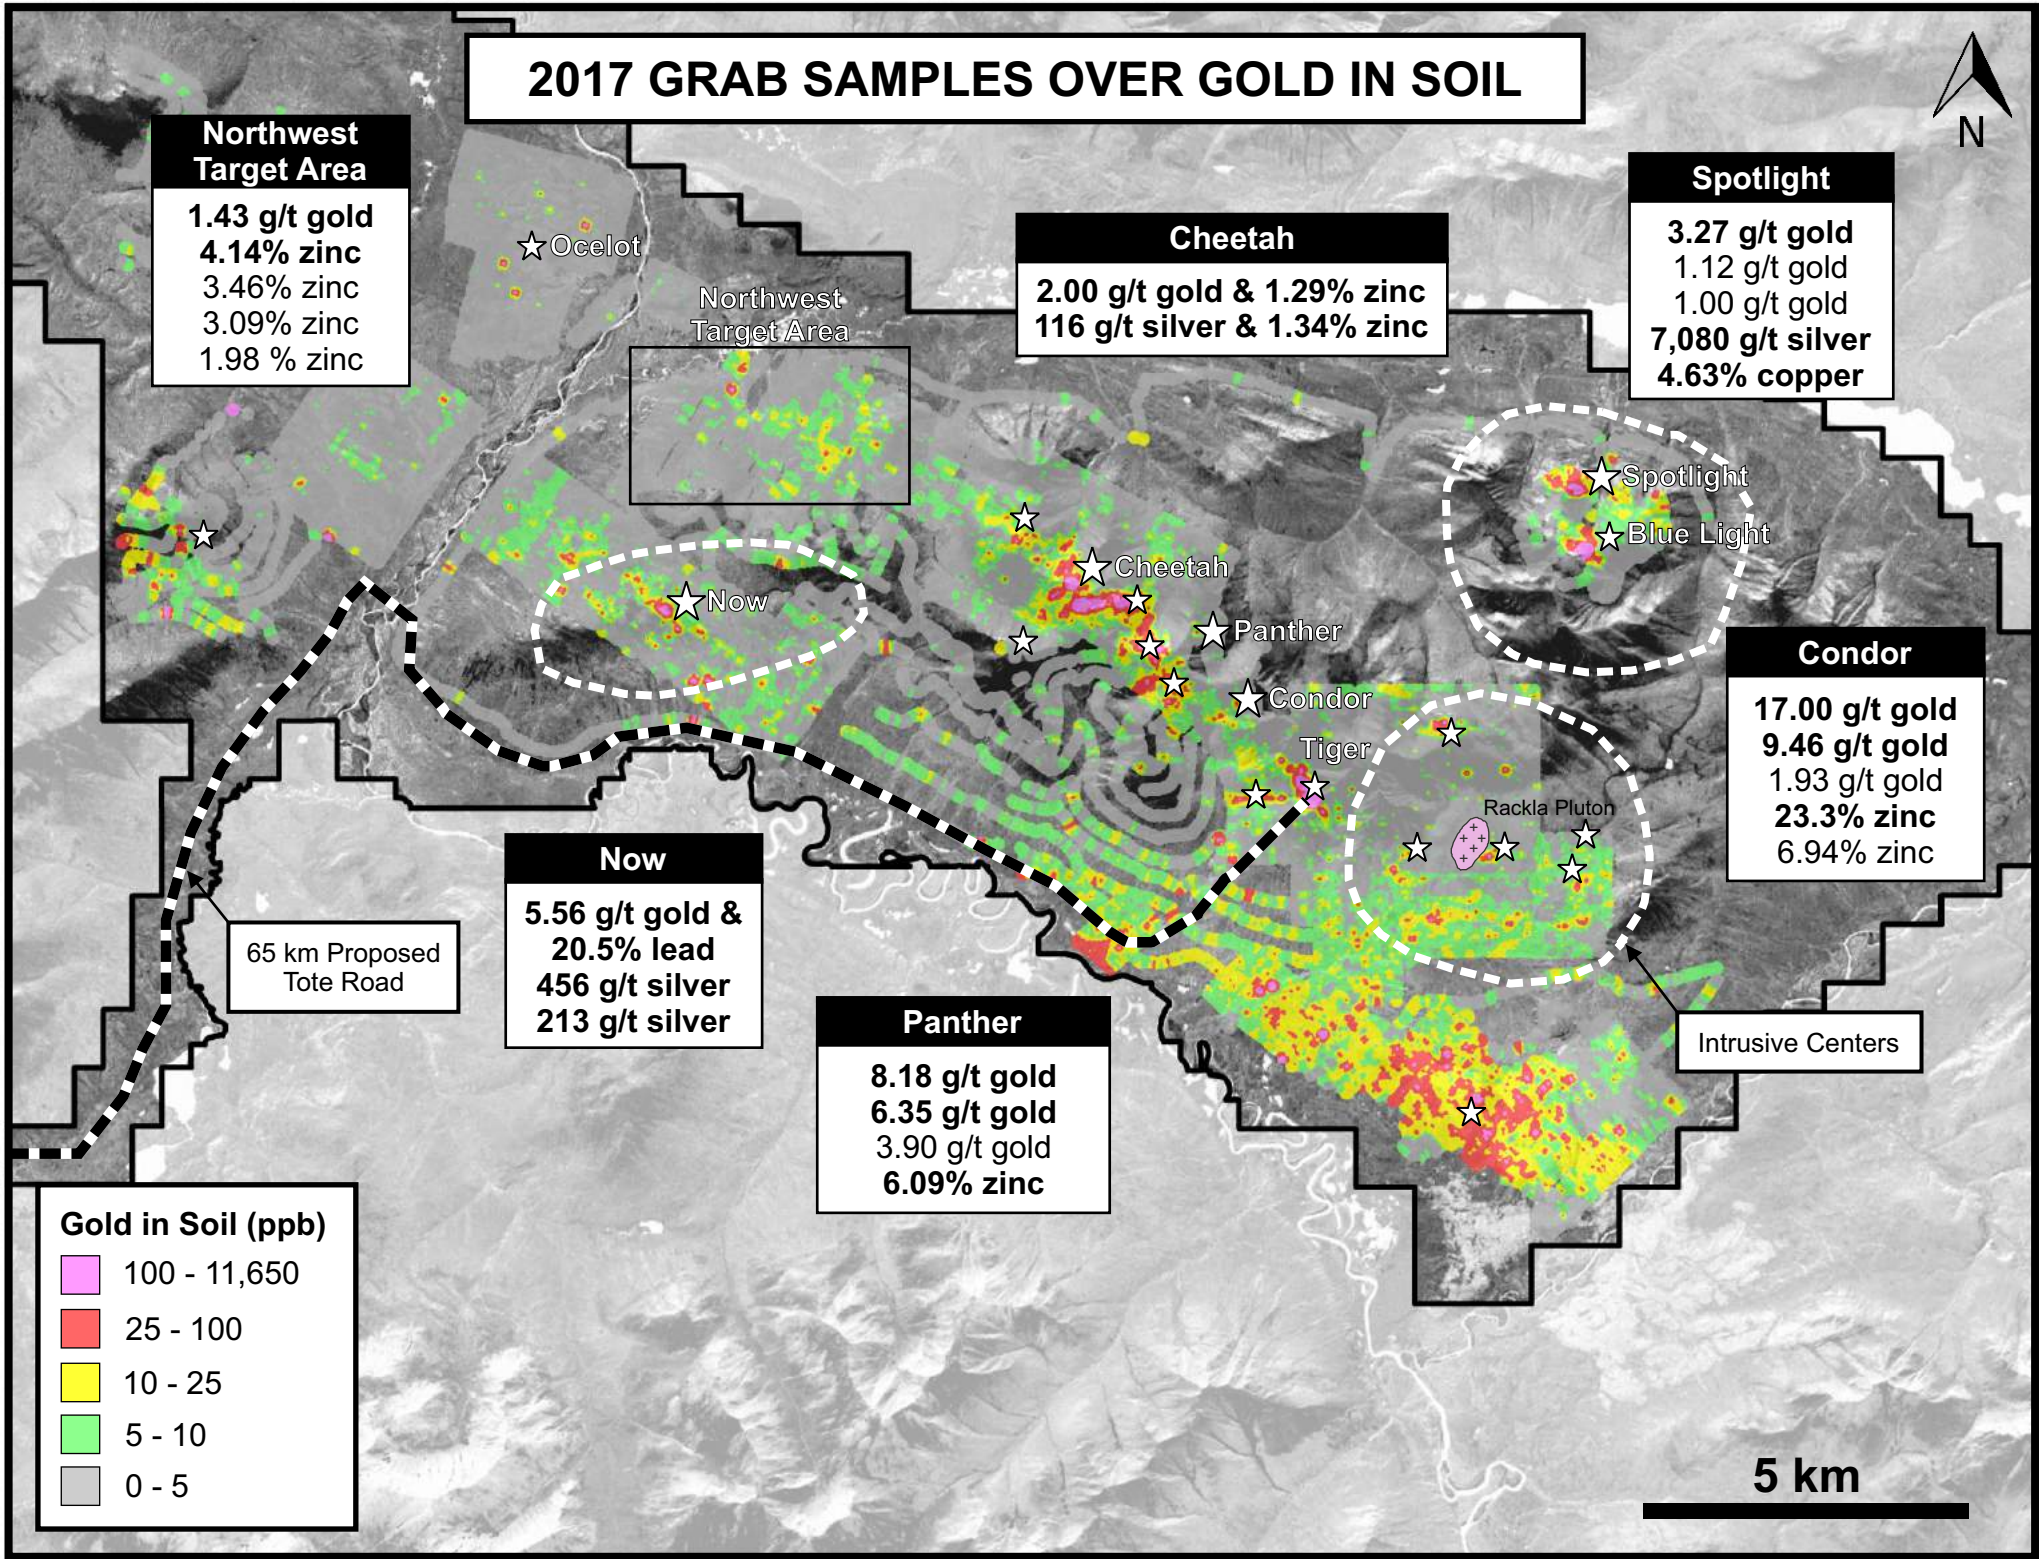 2017 GRAB SAMPLES OVER GOLD IN SOIL
N
Northwest
Target Area
1.43 g/t gold
4.14% zinc
3.46% zinc
3.09% zinc
1.98 % zinc
Ocelot
Northwest
Target Area
Cheetah
2.00 g/t gold & 1.29% zinc
116 g/t silver & 1.34% zinc
Spotlight
3.27 g/t gold
1.12 g/t gold
1.00 g/t gold
7,080 g/t silver
4.63% copper
Spotlight
Blue Light
Cheetah
Now
Panther
Condor
Tiger
Rackla Pluton
Condor
17.00 g/t gold
9.46 g/t gold
1.93 g/t gold
23.3% zinc
6.94% zinc
Now
5.56 g/t gold &
20.5% lead
456 g/t silver
213 g/t silver
65 km Proposed
Tote Road
Panther
8.18 g/t gold
6.35 g/t gold
3.90 g/t gold
6.09% zinc
Intrusive Centers
Gold in Soil (ppb)
100 - 11,650
25 - 100
10 - 25
5 - 10
0 - 5
5 km